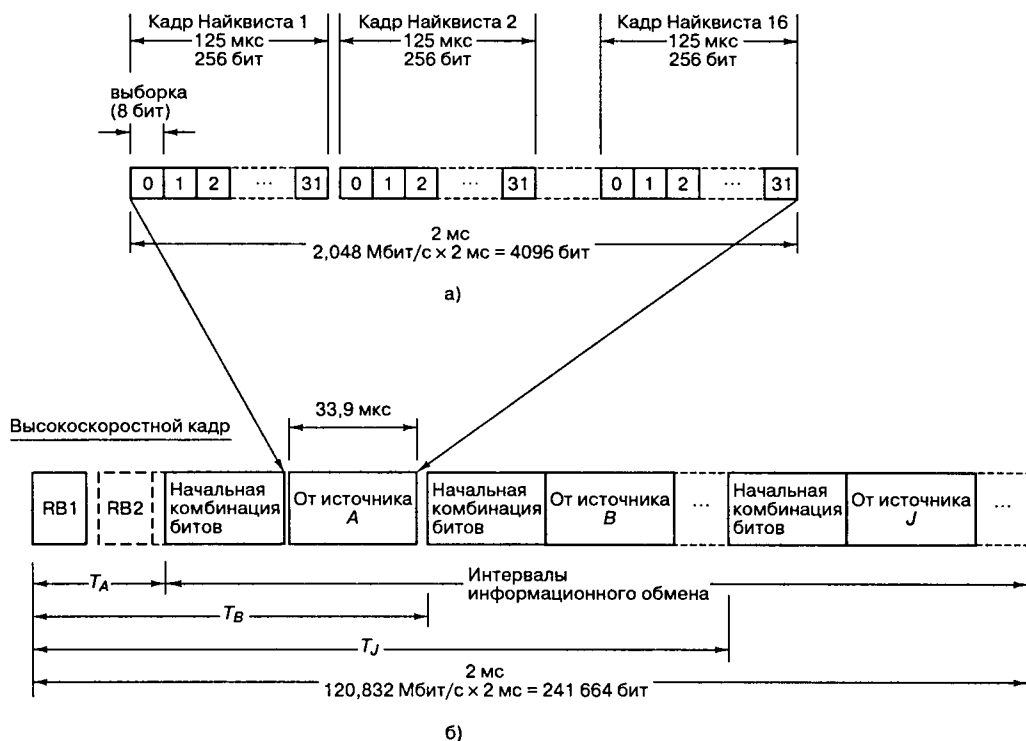 Кадр Найквиста 1 Кадр Найквиста 2 Кадр Найквиста 16
125 мкс 125 мкс 125 мкс
256 бит 256 бит 256 бит
выборка
(8 бит)
0 1 2 ... 31 0 1 2 ... 31 0 1 2 ... 31
2 мс
2,048 Мбит/с × 2 мс = 4096 бит
а)
33,9 мкс
Высокоскоростной кадр
RB1 RB2 Начальная комбинация битов От источника A Начальная комбинация битов От источника B ... Начальная комбинация битов От источника J ...
TA Интервалы информационного обмена
TB
TJ
2 мс
120,832 Мбит/с × 2 мс = 241 664 бит
б)